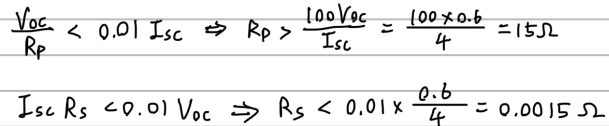 Voc/Rp < 0.01 Isc ⇒ Rp > 100Voc/Isc = 100×0.6/4 = 15Ω
Isc Rs < 0.01 Voc ⇒ Rs < 0.01 × 0.6/4 = 0.0015 Ω